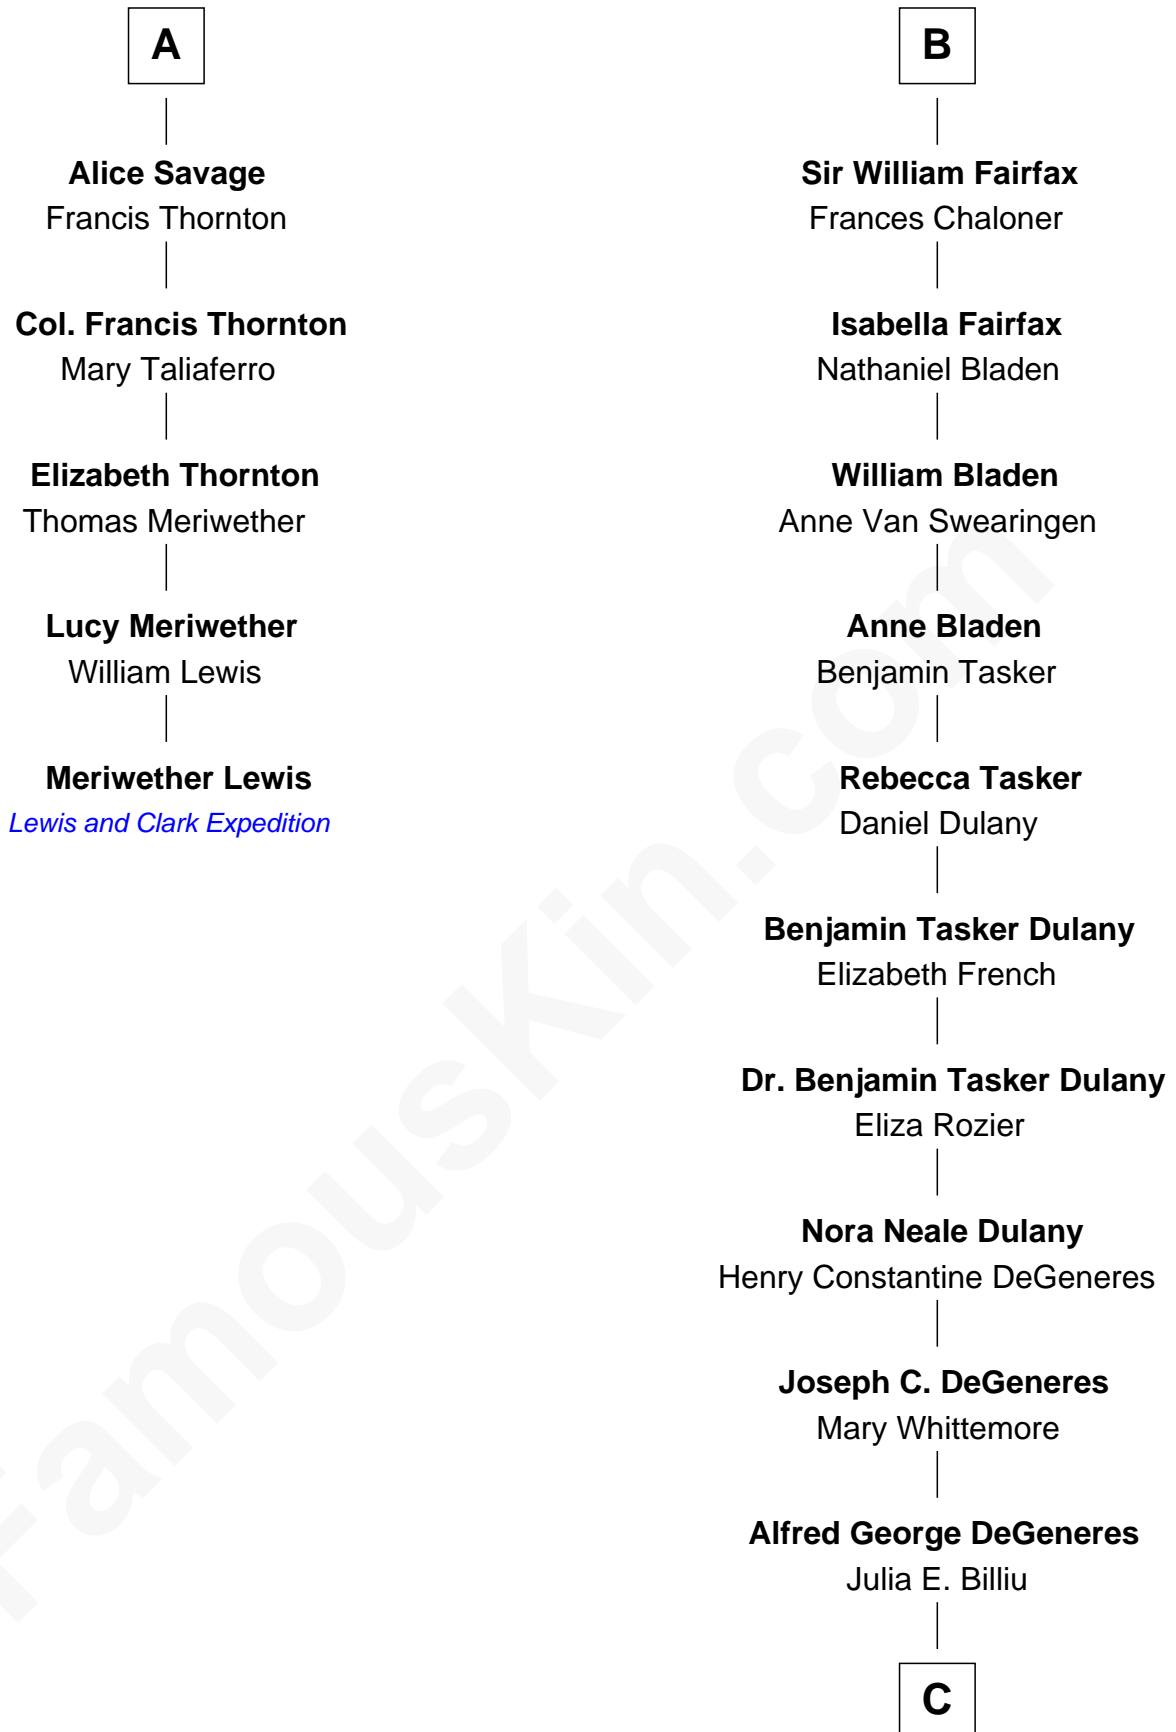 A
Alice Savage
Francis Thornton
Col. Francis Thornton
Mary Taliaferro
Elizabeth Thornton
Thomas Meriwether
Lucy Meriwether
William Lewis
Meriwether Lewis
Lewis and Clark Expedition
B
Sir William Fairfax
Frances Chaloner
Isabella Fairfax
Nathaniel Bladen
William Bladen
Anne Van Swearingen
Anne Bladen
Benjamin Tasker
Rebecca Tasker
Daniel Dulany
Benjamin Tasker Dulany
Elizabeth French
Dr. Benjamin Tasker Dulany
Eliza Rozier
Nora Neale Dulany
Henry Constantine DeGeneres
Joseph C. DeGeneres
Mary Whittemore
Alfred George DeGeneres
Julia E. Billiu
C
FamousKin.com